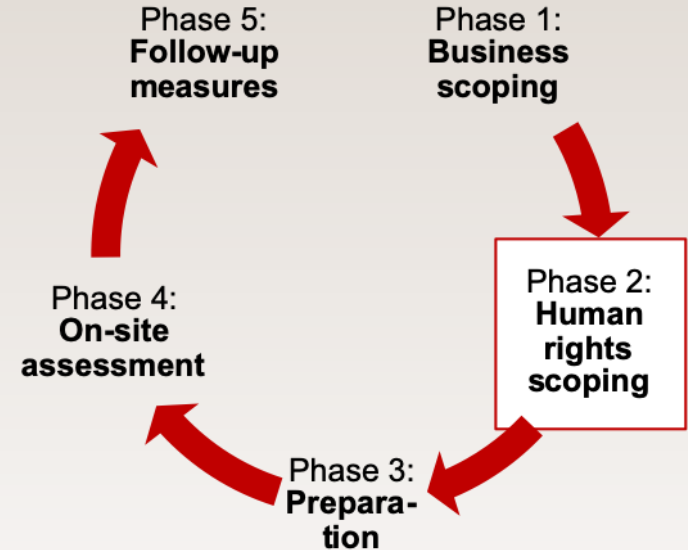 Phase 5:
Follow-up
measures
Phase 1:
Business
scoping
Phase 2:
Human
rights
scoping
Phase 4:
On-site
assessment
Phase 3:
Prepara-
tion